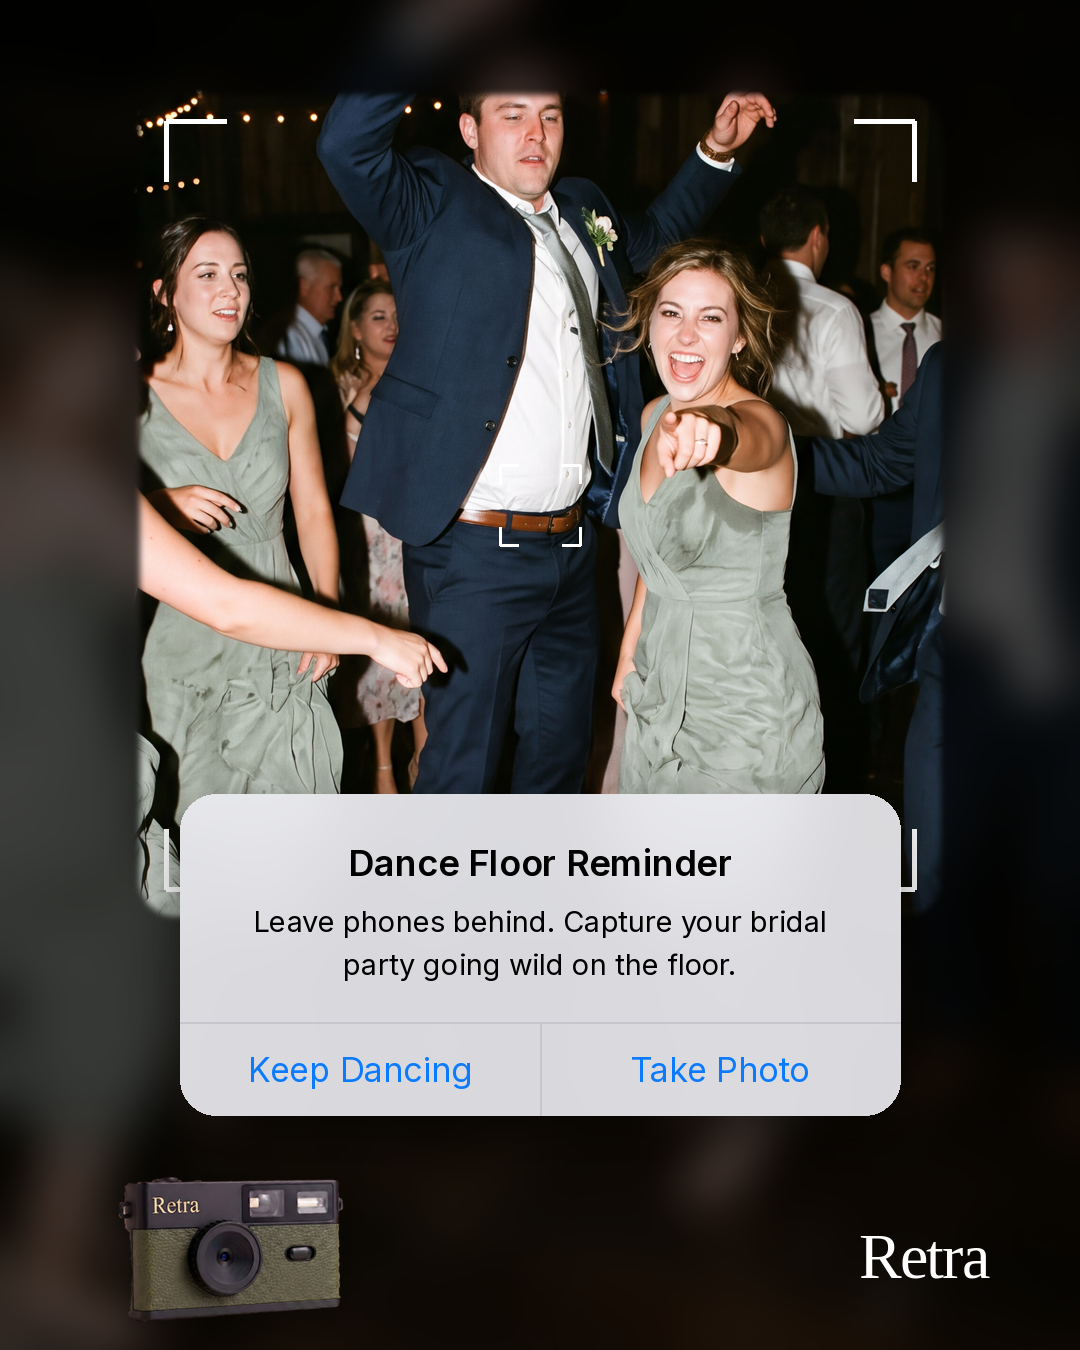 Dance Floor Reminder
Leave phones behind. Capture your bridal
party going wild on the floor.
Keep Dancing
Take Photo
Retra
Retra